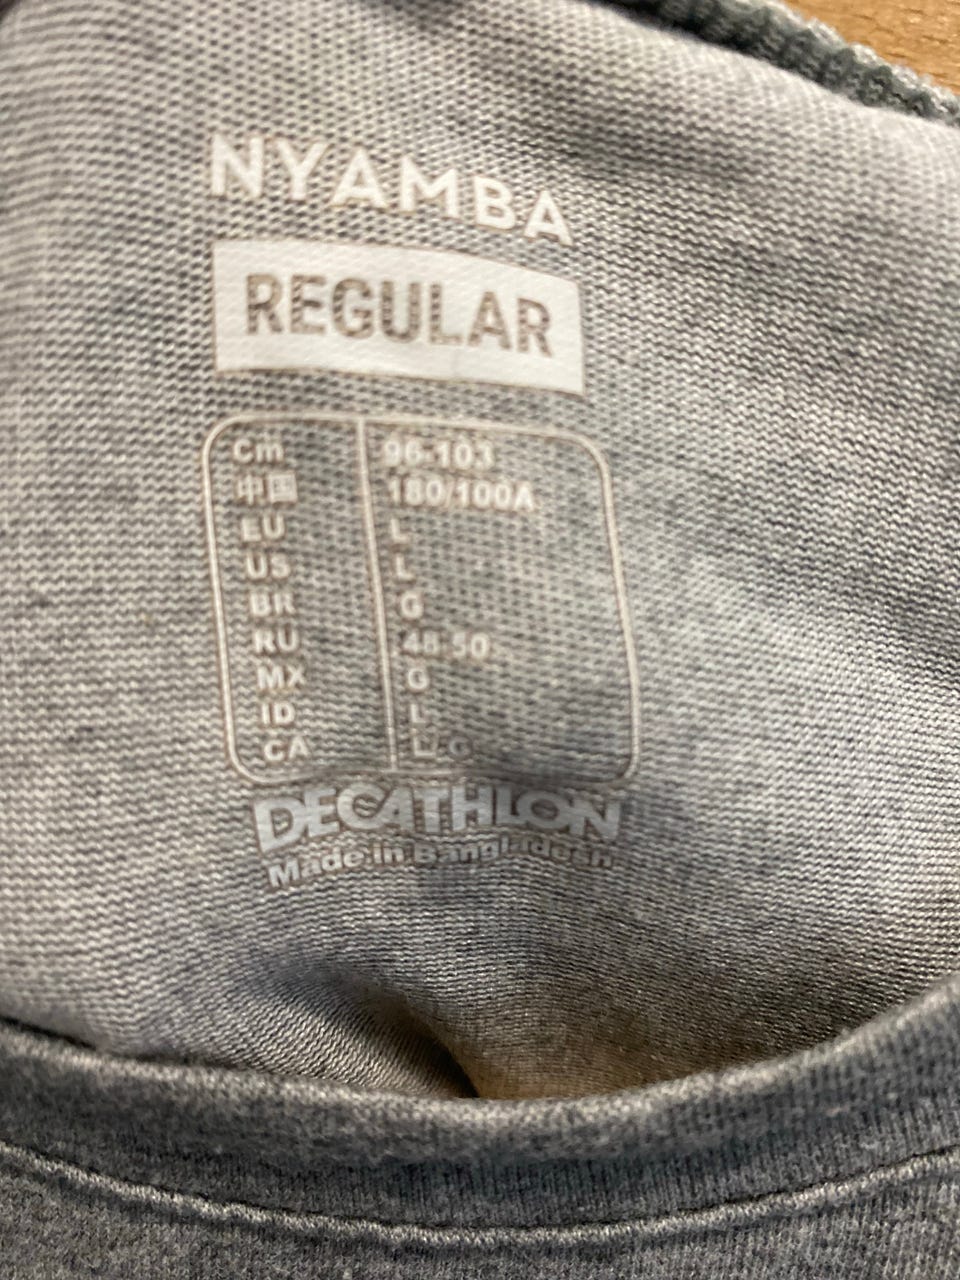 NYAMBA
REGULAR
Cm 96-103
中国 180/100A
EU L
US L
BR G
RU 48-50
MX G
ID L
CA L/G
DECATHLON
Made in Bangladesh